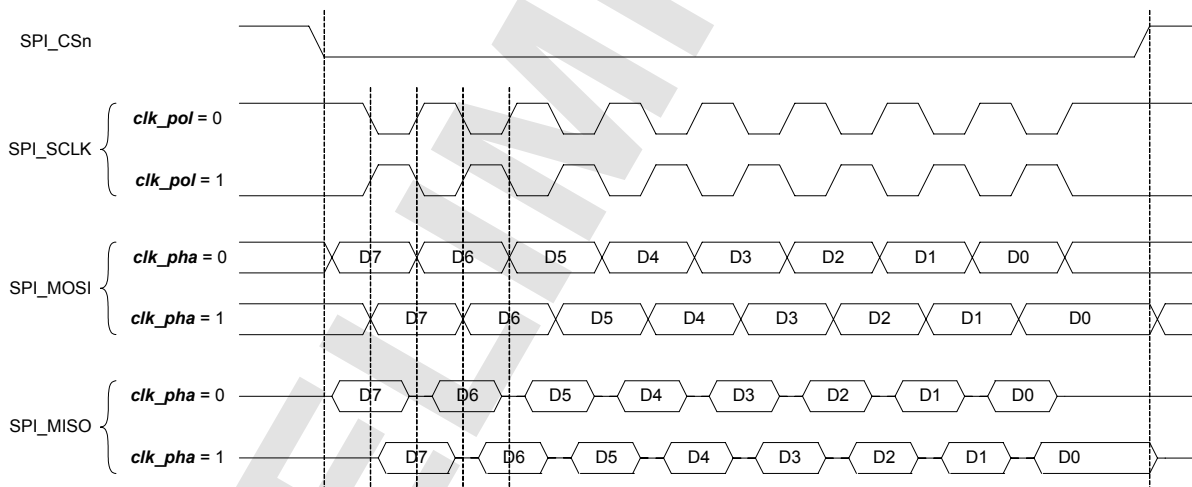 SPI_CSn
SPI_SCLK
clk_pol = 0
clk_pol = 1
SPI_MOSI
clk_pha = 0
D7 D6 D5 D4 D3 D2 D1 D0
clk_pha = 1
D7 D6 D5 D4 D3 D2 D1 D0
SPI_MISO
clk_pha = 0
D7 D6 D5 D4 D3 D2 D1 D0
clk_pha = 1
D7 D6 D5 D4 D3 D2 D1 D0
ELIM